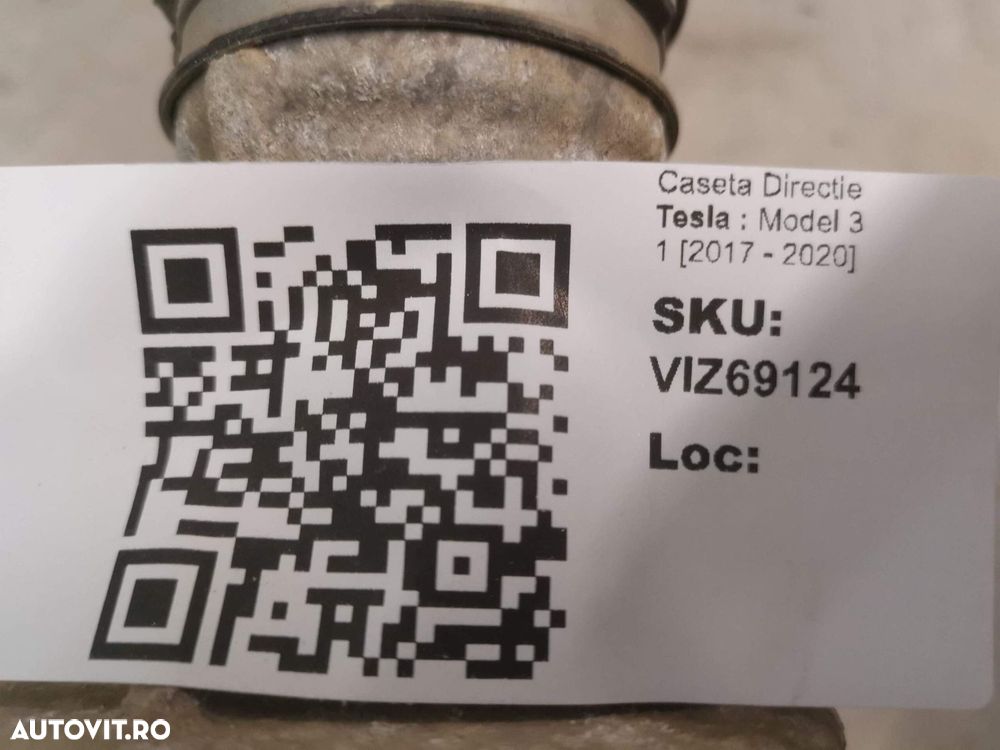 Caseta Directie
Tesla : Model 3
1 [2017 - 2020]
SKU:
VIZ69124
Loc:
AUTOVIT.RO